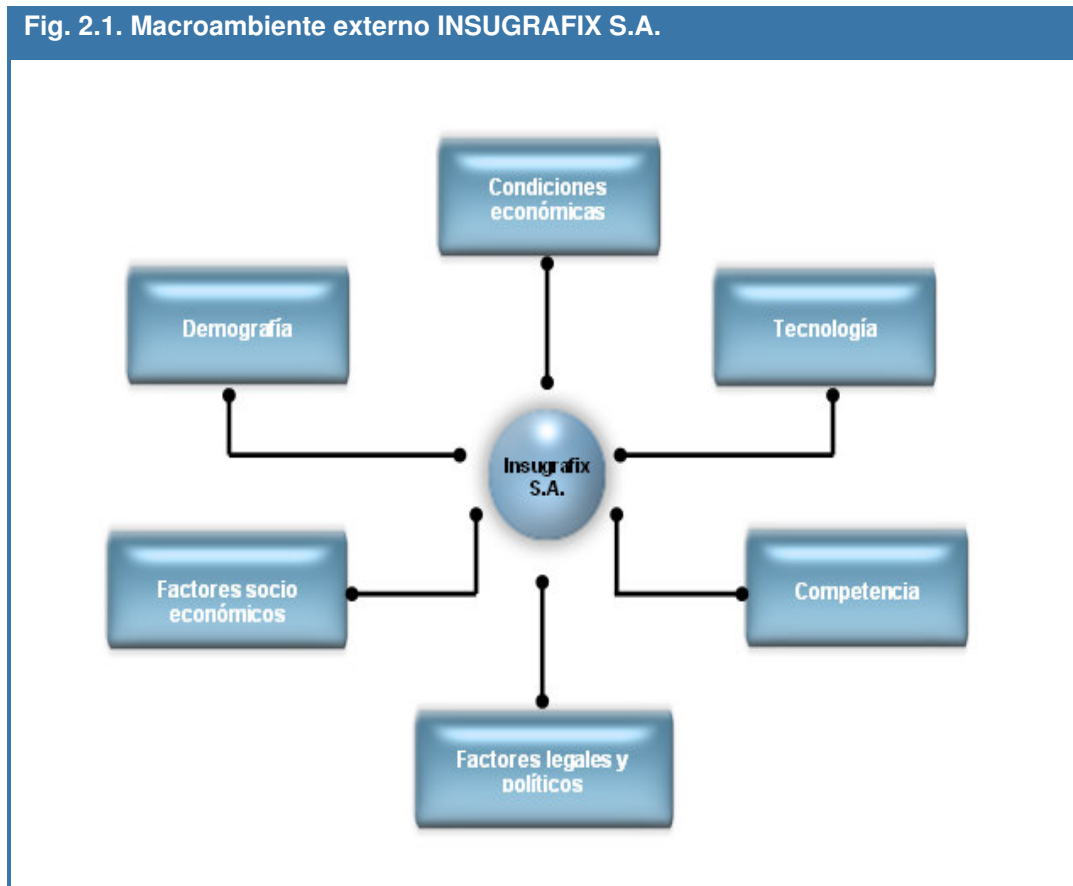 Fig. 2.1. Macroambiente externo INSUGRAFIX S.A.
Condiciones
económicas
Demografía
Tecnología
Insugrafix
S.A.
Factores socio
económicos
Competencia
Factores legales y
políticos